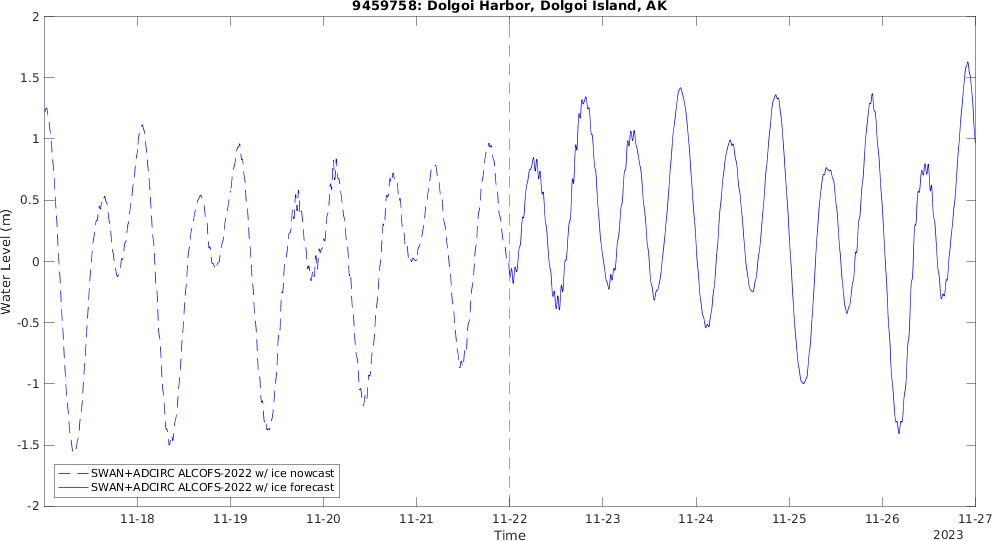 9459758: Dolgoi Harbor, Dolgoi Island, AK
2
1.5
1
0.5
0
-0.5
-1
-1.5
-2
Water Level (m)
SWAN+ADCIRC ALCOFS-2022 w/ ice nowcast
SWAN+ADCIRC ALCOFS-2022 w/ ice forecast
11-18 11-19 11-20 11-21 11-22 11-23 11-24 11-25 11-26 11-27
Time
2023